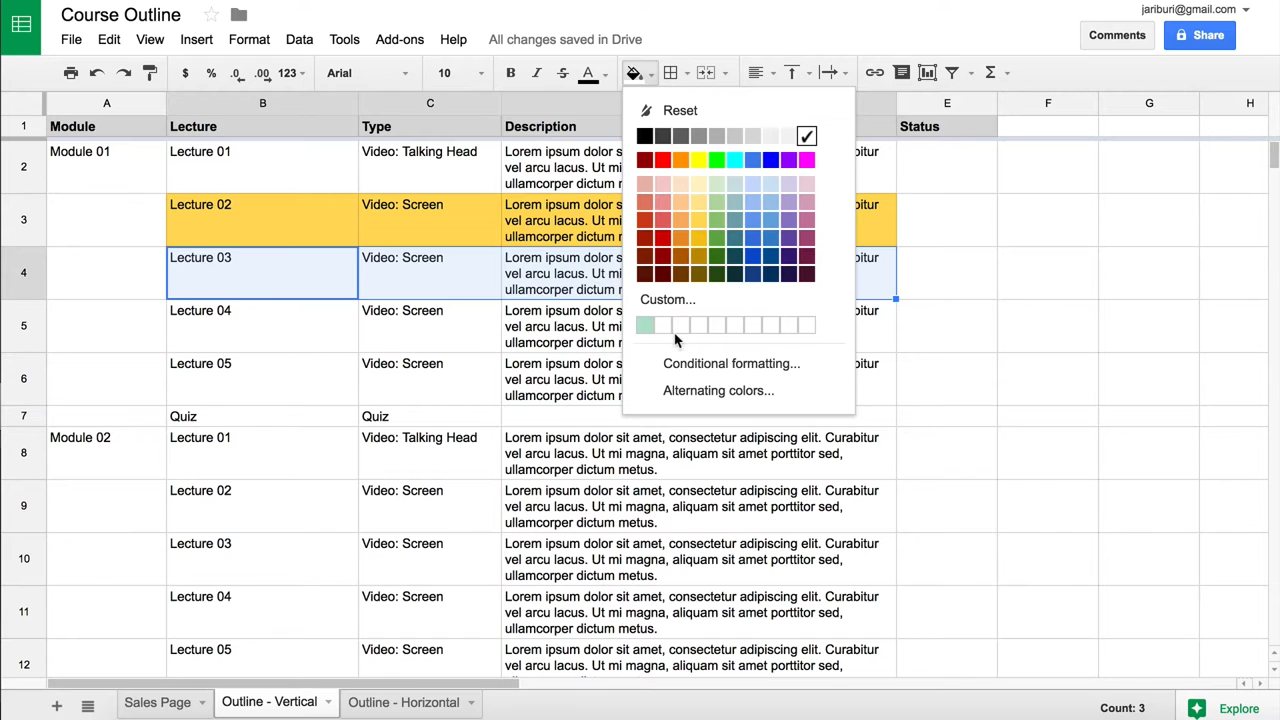 Course Outline
jariburi@gmail.com
File Edit View Insert Format Data Tools Add-ons Help All changes saved in Drive
Comments Share
$ % .0 .00 123 Arial 10 B I S A Σ
A B C E F G H
Reset
1 Module Lecture Type Description Status
2 Module 01 Lecture 01 Video: Talking Head Lorem ipsum dolor bitur
vel arcu lacus. Ut mi
ullamcorper dictum me
3 Lecture 02 Video: Screen Lorem ipsum dolor bitur
vel arcu lacus. Ut mi
ullamcorper dictum me
4 Lecture 03 Video: Screen Lorem ipsum dolor bitur
vel arcu lacus. Ut mi
ullamcorper dictum me
Custom...
5 Lecture 04 Video: Screen Lorem ipsum dolor bitur
vel arcu lacus. Ut mi
ullamcorper dictum me
Conditional formatting...
6 Lecture 05 Video: Screen Lorem ipsum dolor bitur
vel arcu lacus. Ut mi
Alternating colors...
ullamcorper dictum me
7 Quiz Quiz
8 Module 02 Lecture 01 Video: Talking Head Lorem ipsum dolor sit amet, consectetur adipiscing elit. Curabitur
vel arcu lacus. Ut mi magna, aliquam sit amet porttitor sed,
ullamcorper dictum metus.
9 Lecture 02 Video: Screen Lorem ipsum dolor sit amet, consectetur adipiscing elit. Curabitur
vel arcu lacus. Ut mi magna, aliquam sit amet porttitor sed,
ullamcorper dictum metus.
10 Lecture 03 Video: Screen Lorem ipsum dolor sit amet, consectetur adipiscing elit. Curabitur
vel arcu lacus. Ut mi magna, aliquam sit amet porttitor sed,
ullamcorper dictum metus.
11 Lecture 04 Video: Screen Lorem ipsum dolor sit amet, consectetur adipiscing elit. Curabitur
vel arcu lacus. Ut mi magna, aliquam sit amet porttitor sed,
ullamcorper dictum metus.
12 Lecture 05 Video: Screen Lorem ipsum dolor sit amet, consectetur adipiscing elit. Curabitur
vel arcu lacus. Ut mi magna, aliquam sit amet porttitor sed,
Sales Page Outline - Vertical Outline - Horizontal Count: 3 Explore